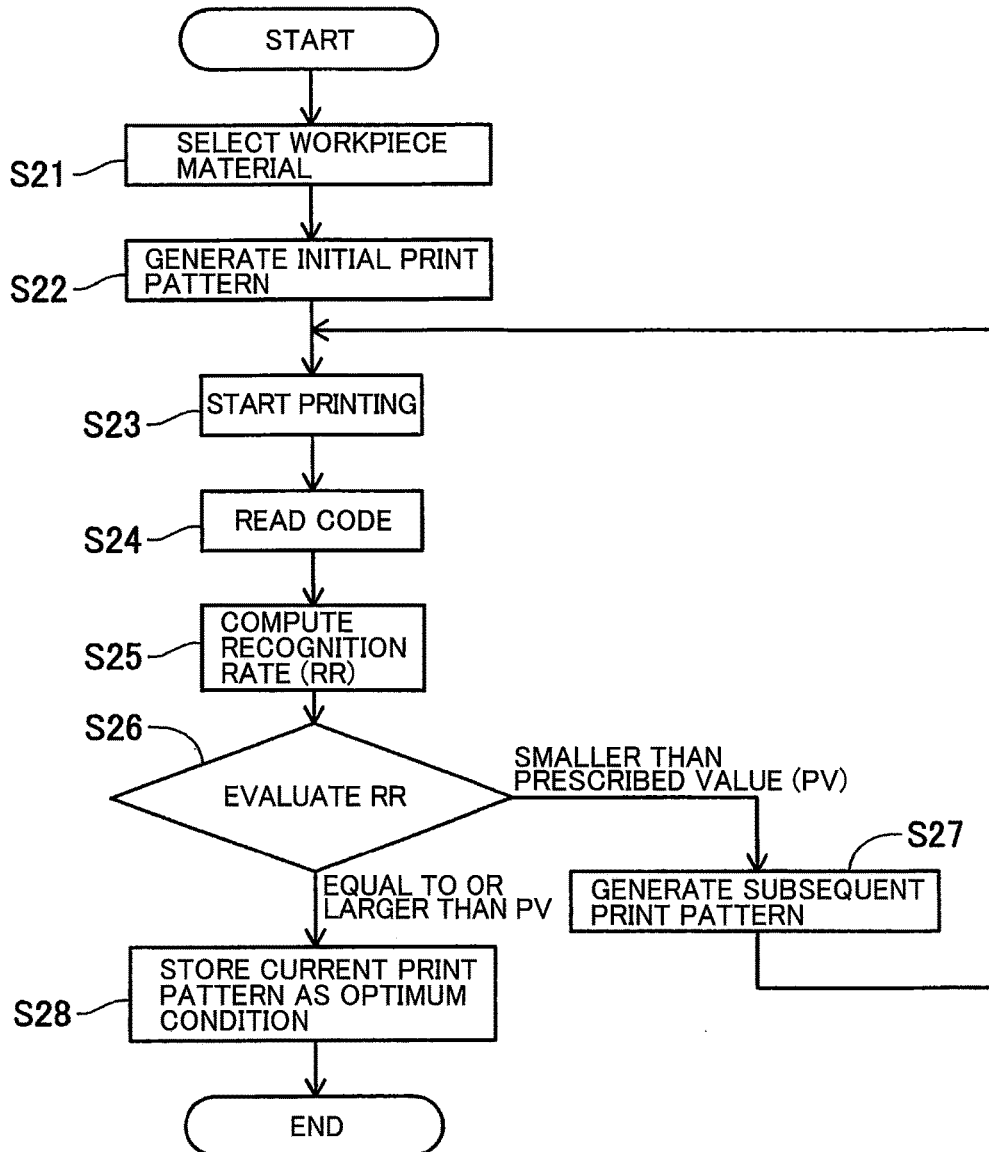 START
S21
SELECT WORKPIECE
MATERIAL
S22
GENERATE INITIAL PRINT
PATTERN
S23
START PRINTING
S24
READ CODE
S25
COMPUTE
RECOGNITION
RATE (RR)
S26
EVALUATE RR
SMALLER THAN
PRESCRIBED VALUE (PV)
S27
GENERATE SUBSEQUENT
PRINT PATTERN
EQUAL TO OR
LARGER THAN PV
S28
STORE CURRENT PRINT
PATTERN AS OPTIMUM
CONDITION
END